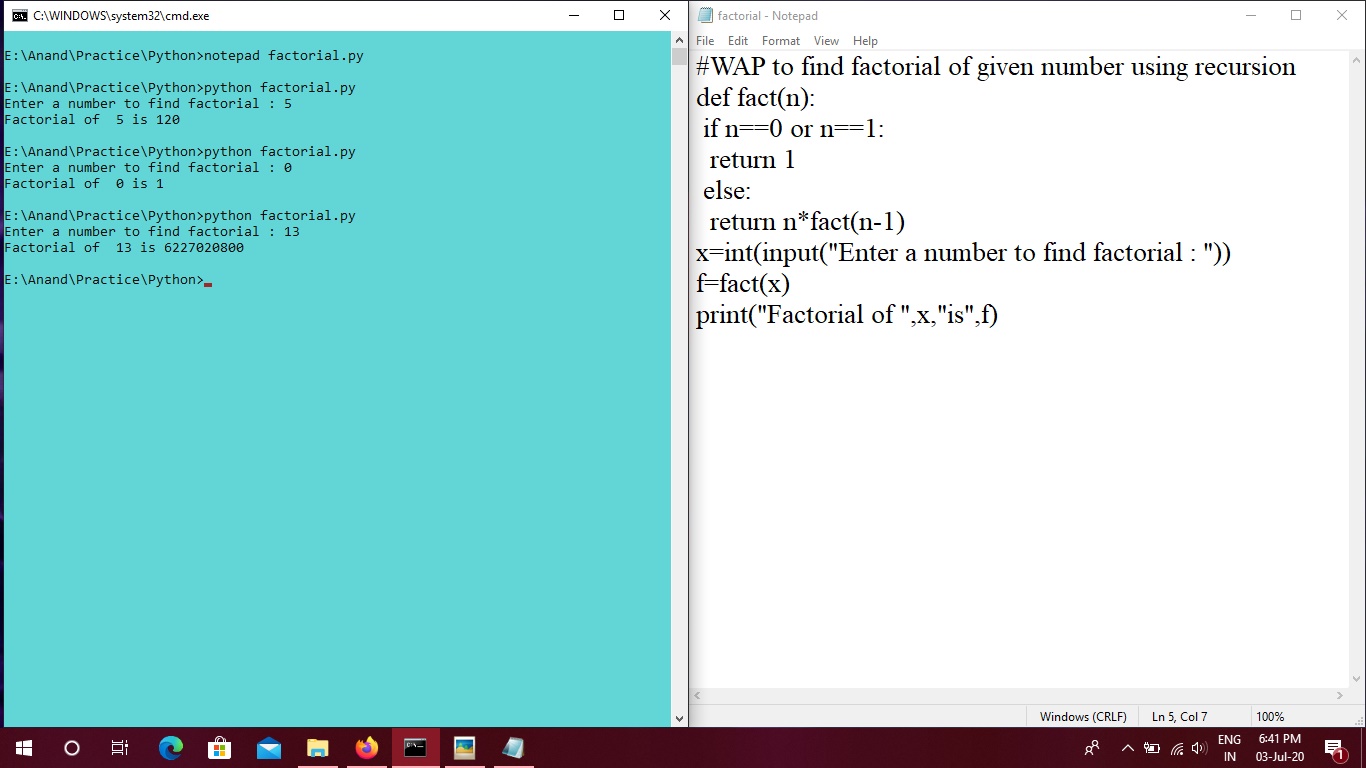 C:\WINDOWS\system32\cmd.exe
E:\Anand\Practice\Python>notepad factorial.py
E:\Anand\Practice\Python>python factorial.py
Enter a number to find factorial : 5
Factorial of  5 is 120
E:\Anand\Practice\Python>python factorial.py
Enter a number to find factorial : 0
Factorial of  0 is 1
E:\Anand\Practice\Python>python factorial.py
Enter a number to find factorial : 13
Factorial of  13 is 6227020800
E:\Anand\Practice\Python>
factorial - Notepad
File Edit Format View Help
#WAP to find factorial of given number using recursion
def fact(n):
 if n==0 or n==1:
  return 1
 else:
  return n*fact(n-1)
x=int(input("Enter a number to find factorial : "))
f=fact(x)
print("Factorial of ",x,"is",f)
Windows (CRLF) Ln 5, Col 7 100%
ENG 6:41 PM
IN 03-Jul-20 1